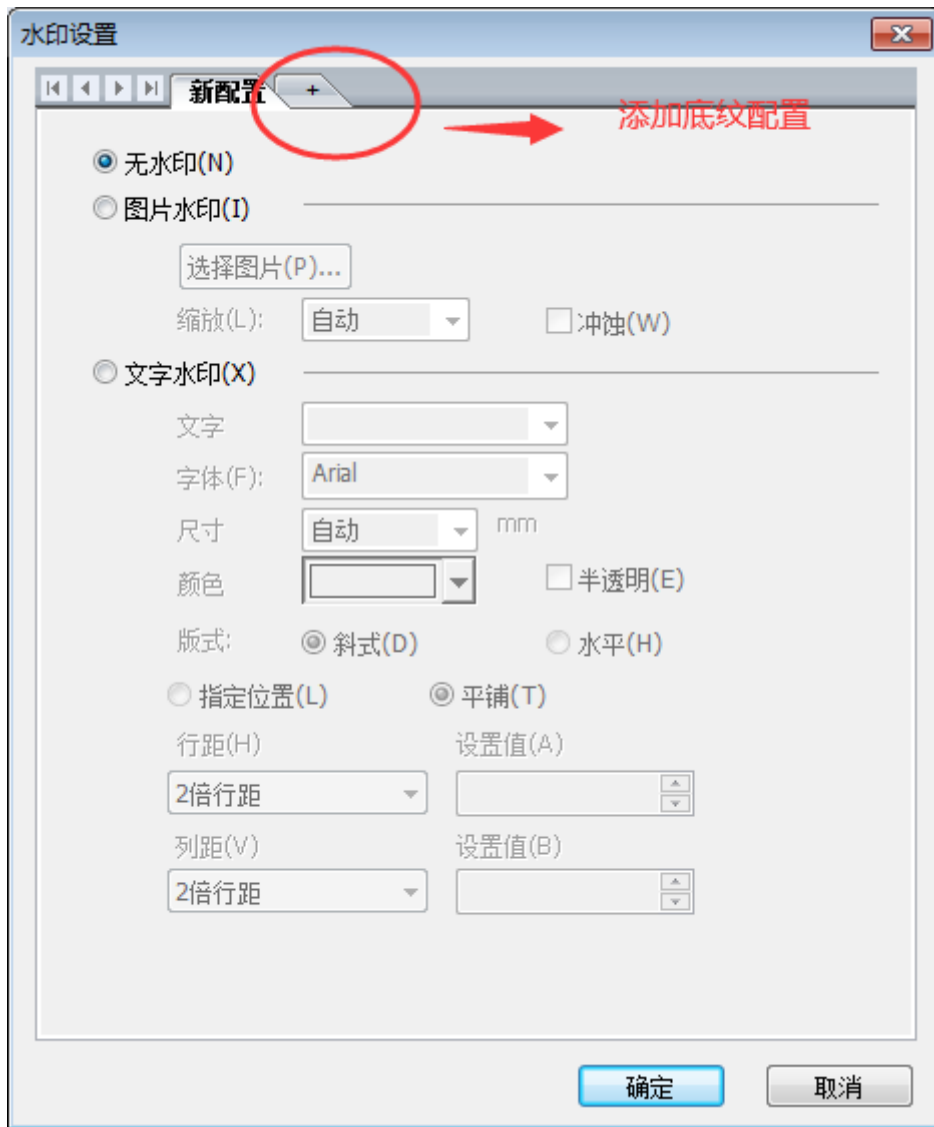 水印设置
新配置 +
添加底纹配置
无水印(N)
图片水印(I)
选择图片(P)...
缩放(L): 自动 冲蚀(W)
文字水印(X)
文字
字体(F): Arial
尺寸 自动 mm
颜色 半透明(E)
版式: 斜式(D) 水平(H)
指定位置(L) 平铺(T)
行距(H) 设置值(A)
2倍行距
列距(V) 设置值(B)
2倍行距
确定 取消